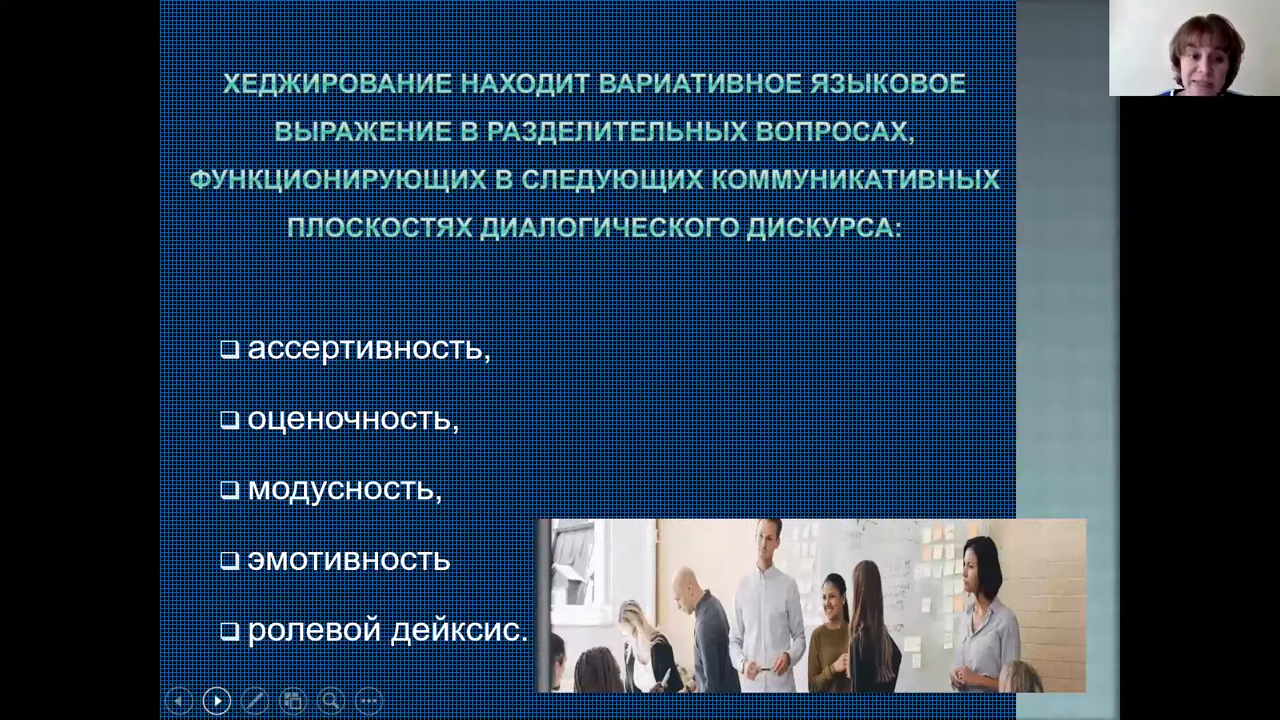 ХЕДЖИРОВАНИЕ НАХОДИТ ВАРИАТИВНОЕ ЯЗЫКОВОЕ
ВЫРАЖЕНИЕ В РАЗДЕЛИТЕЛЬНЫХ ВОПРОСАХ,
ФУНКЦИОНИРУЮЩИХ В СЛЕДУЮЩИХ КОММУНИКАТИВНЫХ
ПЛОСКОСТЯХ ДИАЛОГИЧЕСКОГО ДИСКУРСА:
ассертивность,
оценочность,
модусность,
эмотивность
ролевой дейксис.